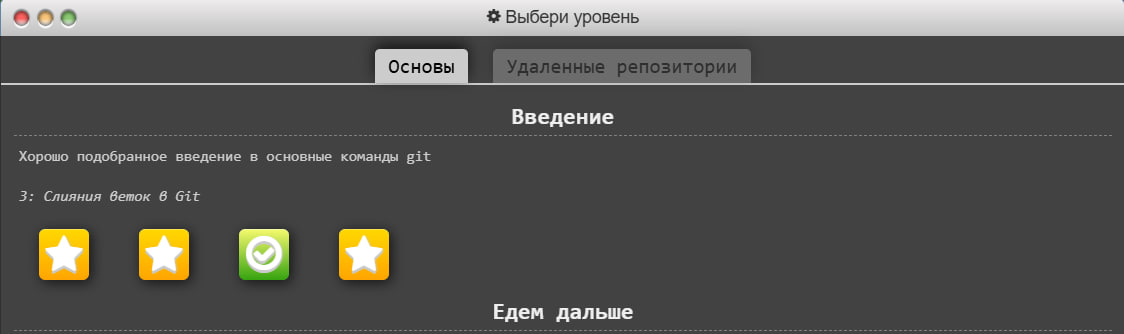 Выбери уровень
Основы
Удаленные репозитории
Введение
Хорошо подобранное введение в основные команды git
3: Слияния веток в Git
Едем дальше